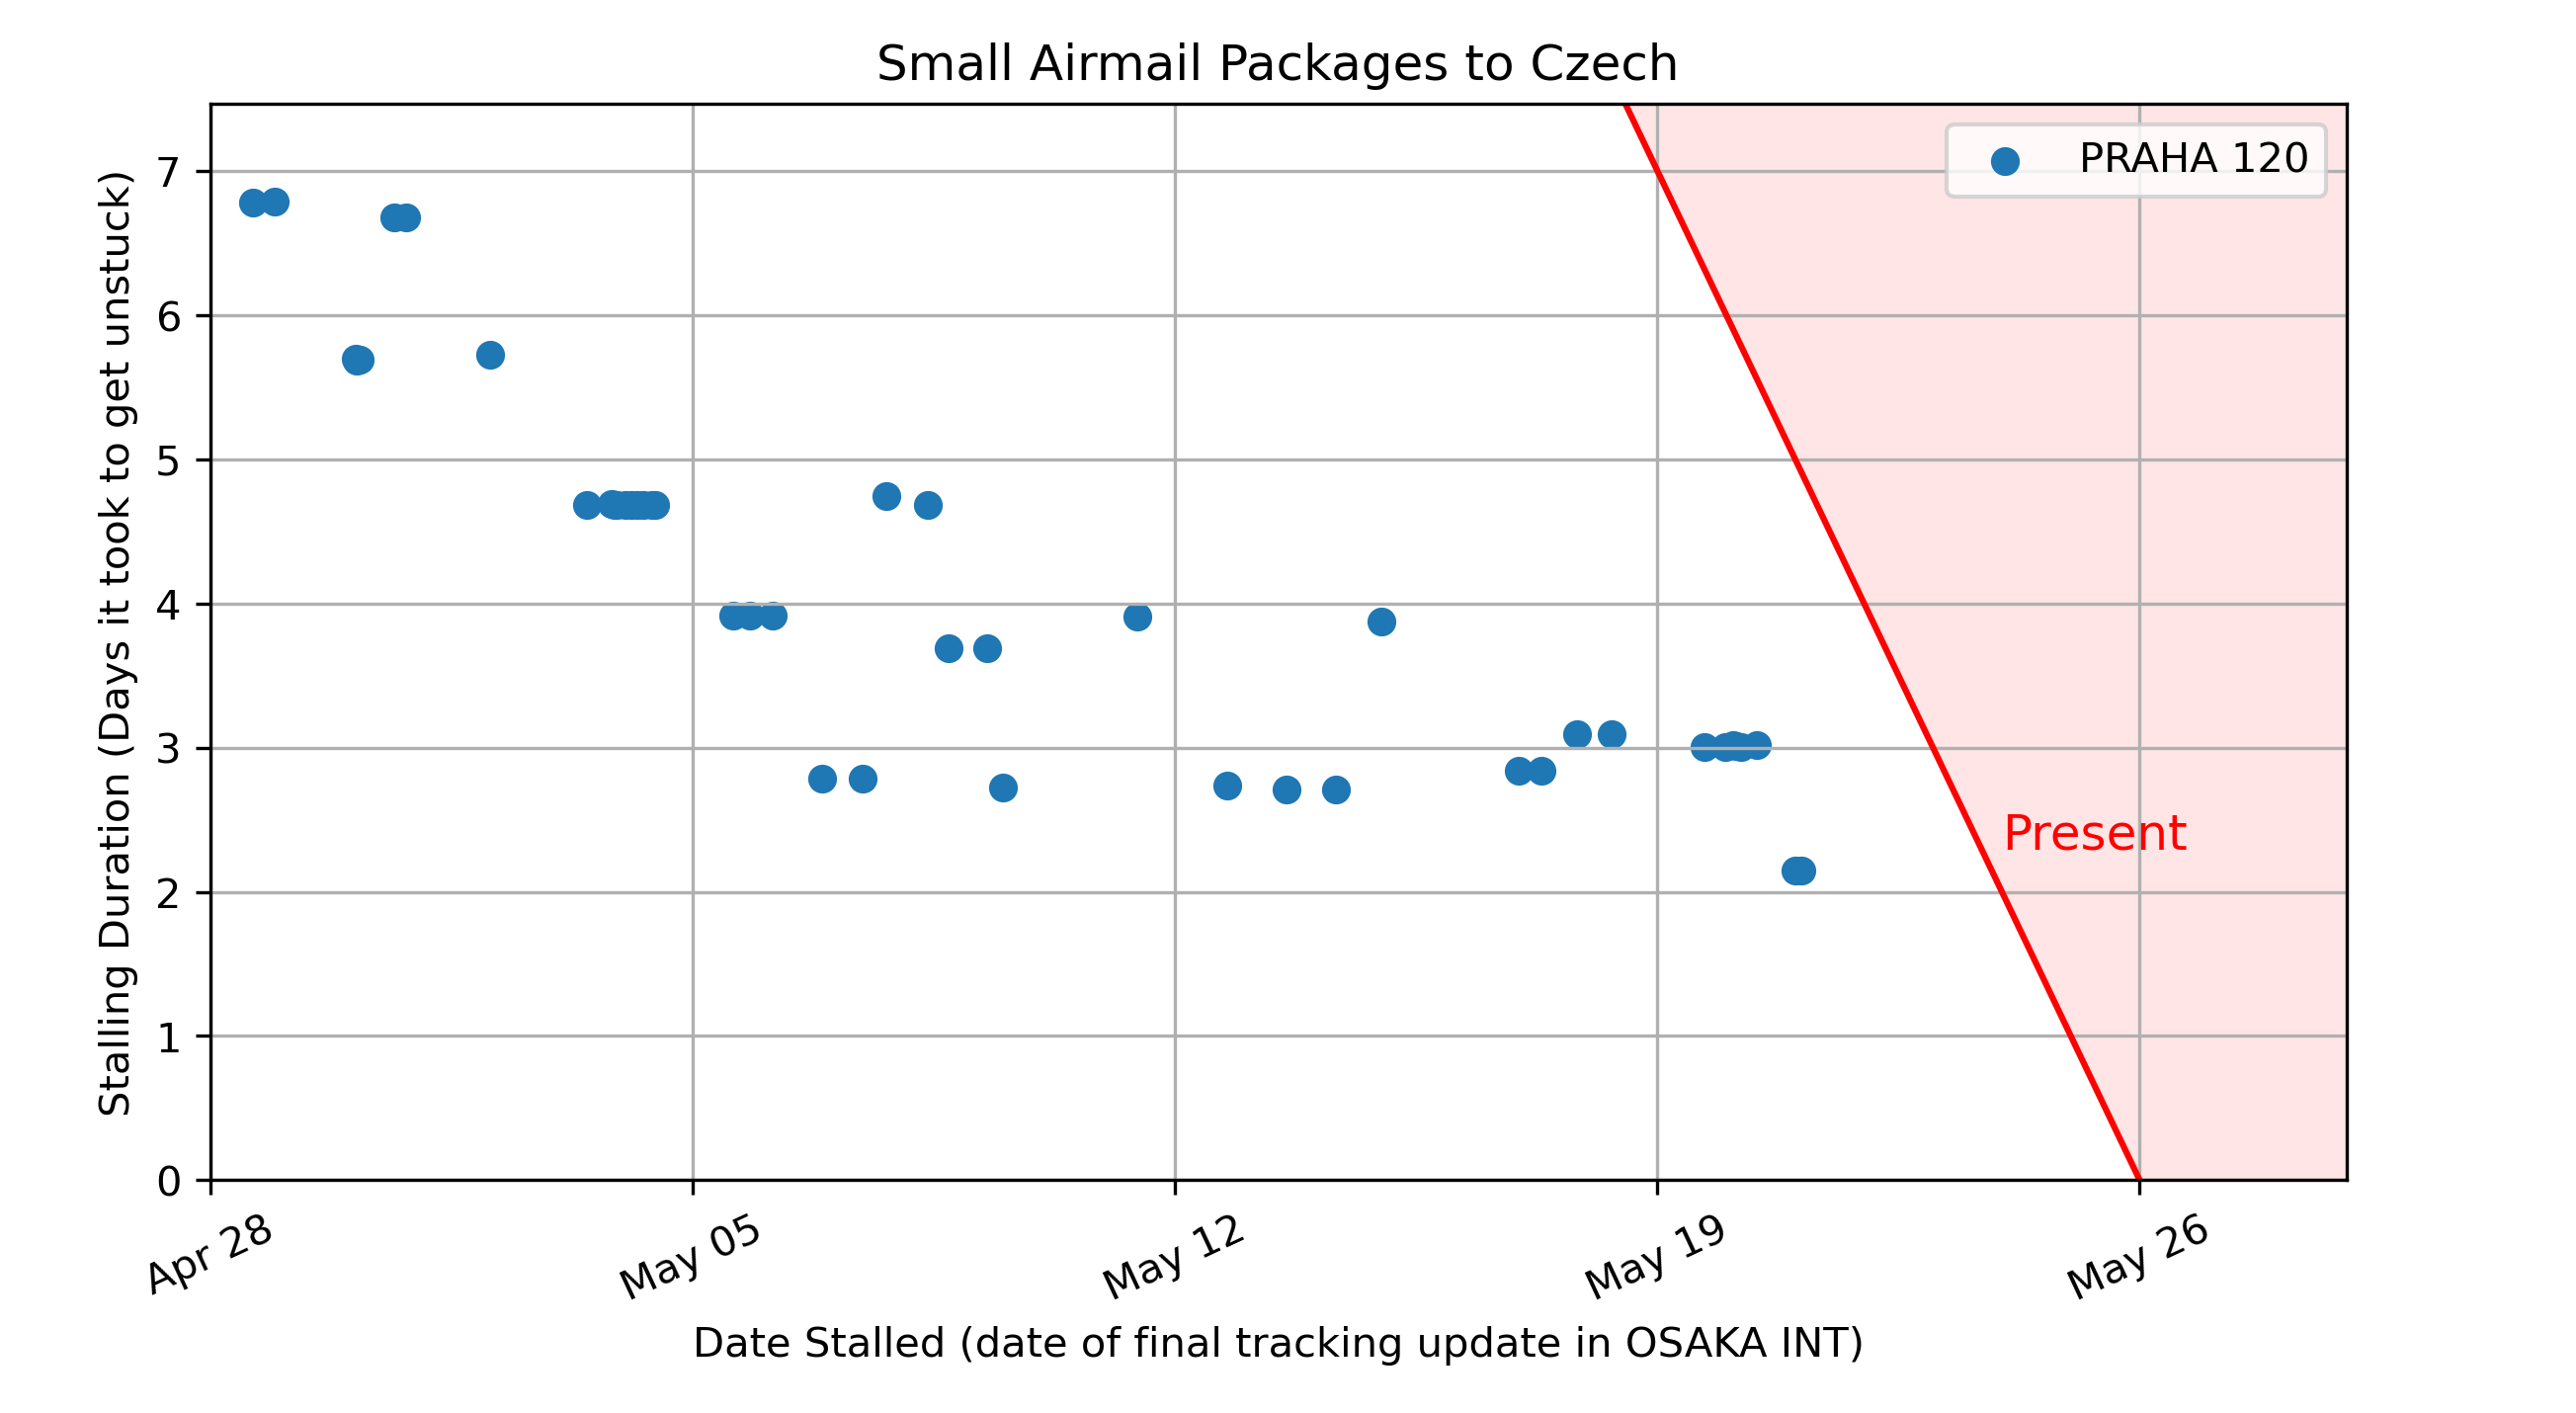 Small Airmail Packages to Czech
PRAHA 120
7
6
5
4
3
2
1
0
Stalling Duration (Days it took to get unstuck)
Present
Apr 28
May 05
May 12
May 19
May 26
Date Stalled (date of final tracking update in OSAKA INT)